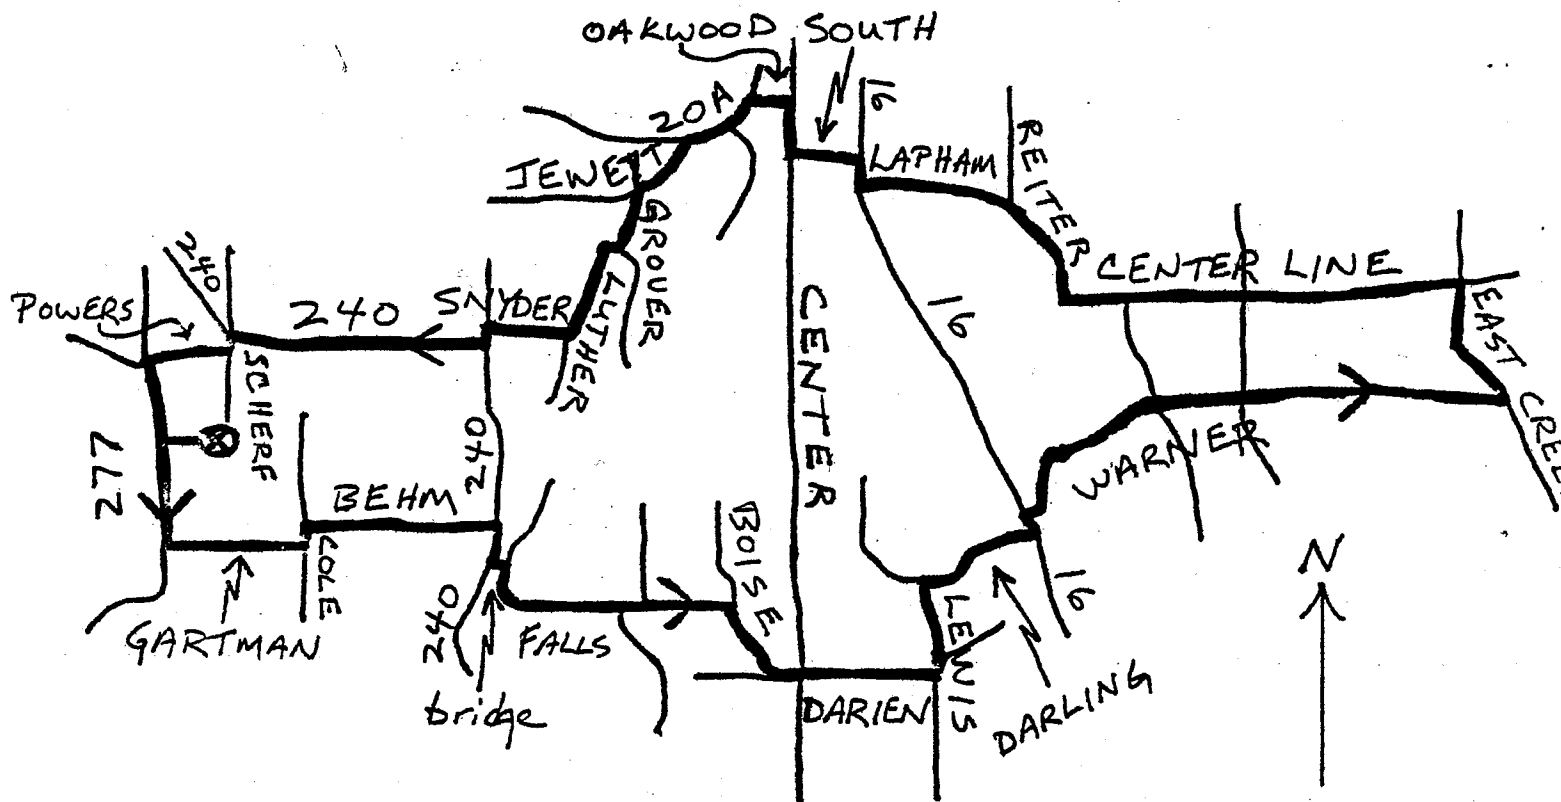 OAKWOOD
SOUTH
20A
16
JEWETT
LAPHAM
REITER
GROVER
240
POWERS
240
SNYDER
LUTHER
CENTER
16
CENTER LINE
EAST CREEK
SCHERF
277
240
BEHM
WARNER
COLE
BOISE
N
GARTMAN
240
bridge
FALLS
DARIEN
LEWIS
DARLING
16